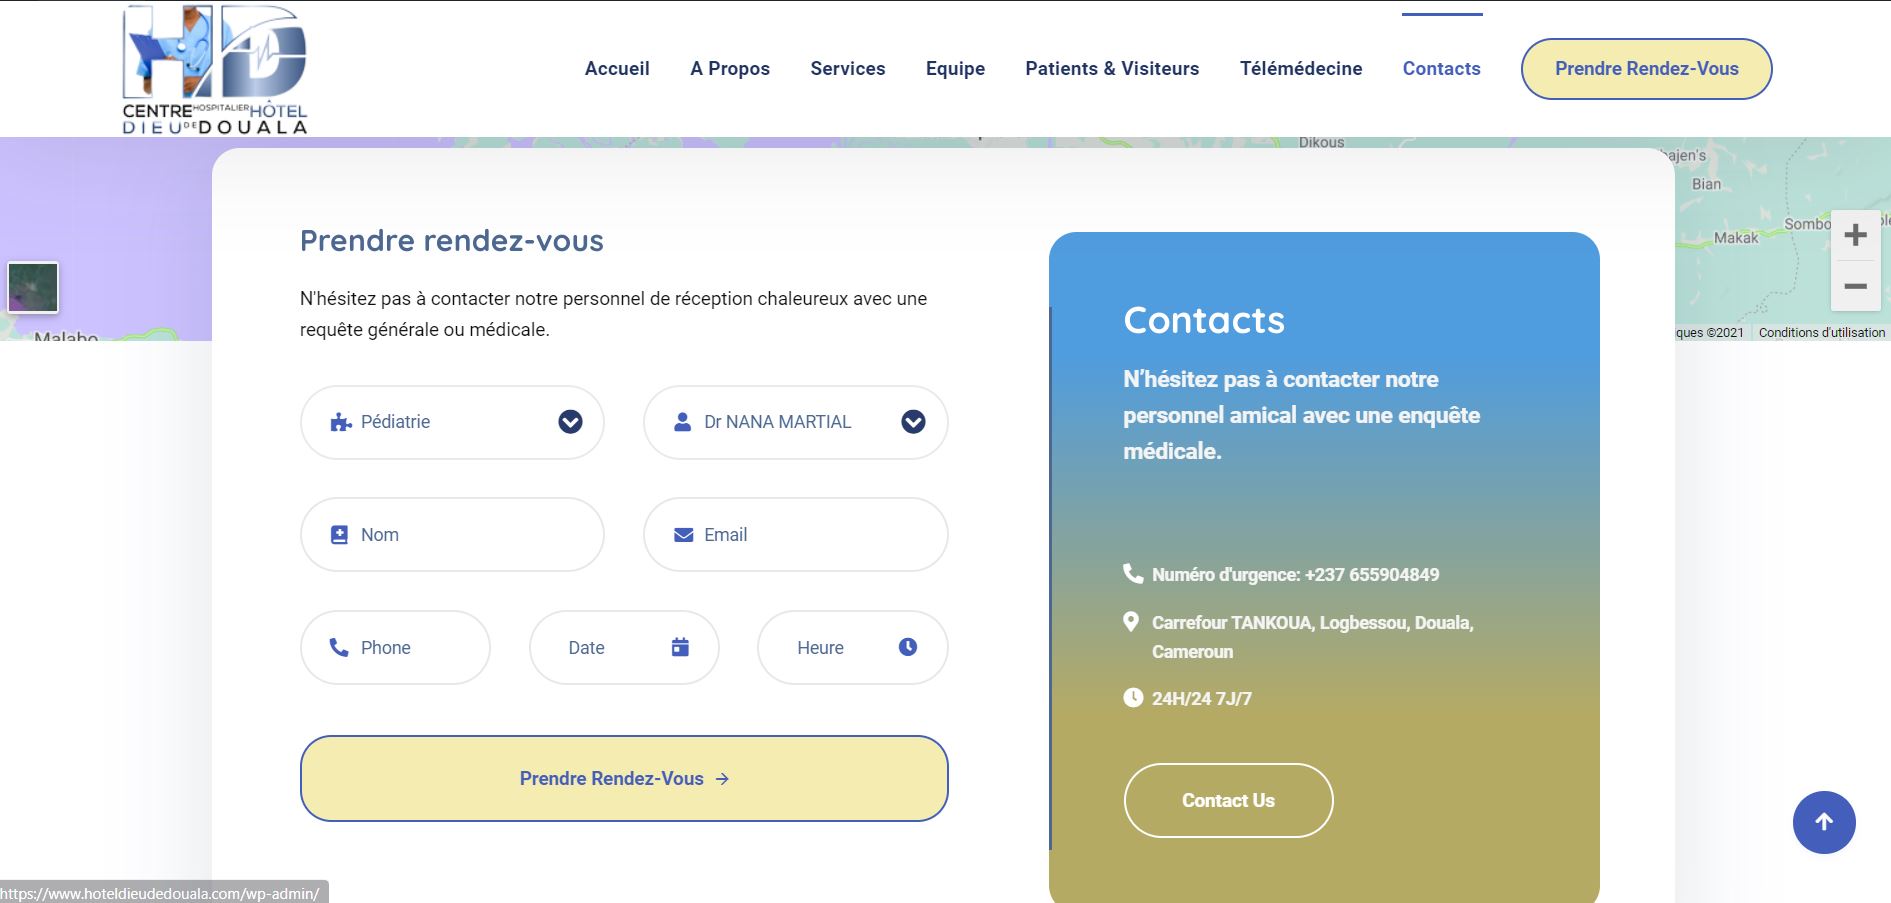 HD
CENTRE HOSPITALIER HÔTEL
DIEU DE DOUALA
Accueil
A Propos
Services
Equipe
Patients & Visiteurs
Télémédecine
Contacts
Prendre Rendez-Vous
Dikous
Bian
Makak
Malabo
ques ©2021
Conditions d'utilisation
Prendre rendez-vous
N'hésitez pas à contacter notre personnel de réception chaleureux avec une
requête générale ou médicale.
Pédiatrie
Dr NANA MARTIAL
Nom
Email
Phone
Date
Heure
Prendre Rendez-Vous →
Contacts
N’hésitez pas à contacter notre
personnel amical avec une enquête
médicale.
Numéro d'urgence: +237 655904849
Carrefour TANKOUA, Logbessou, Douala,
Cameroun
24H/24 7J/7
Contact Us
https://www.hoteldieudedouala.com/wp-admin/